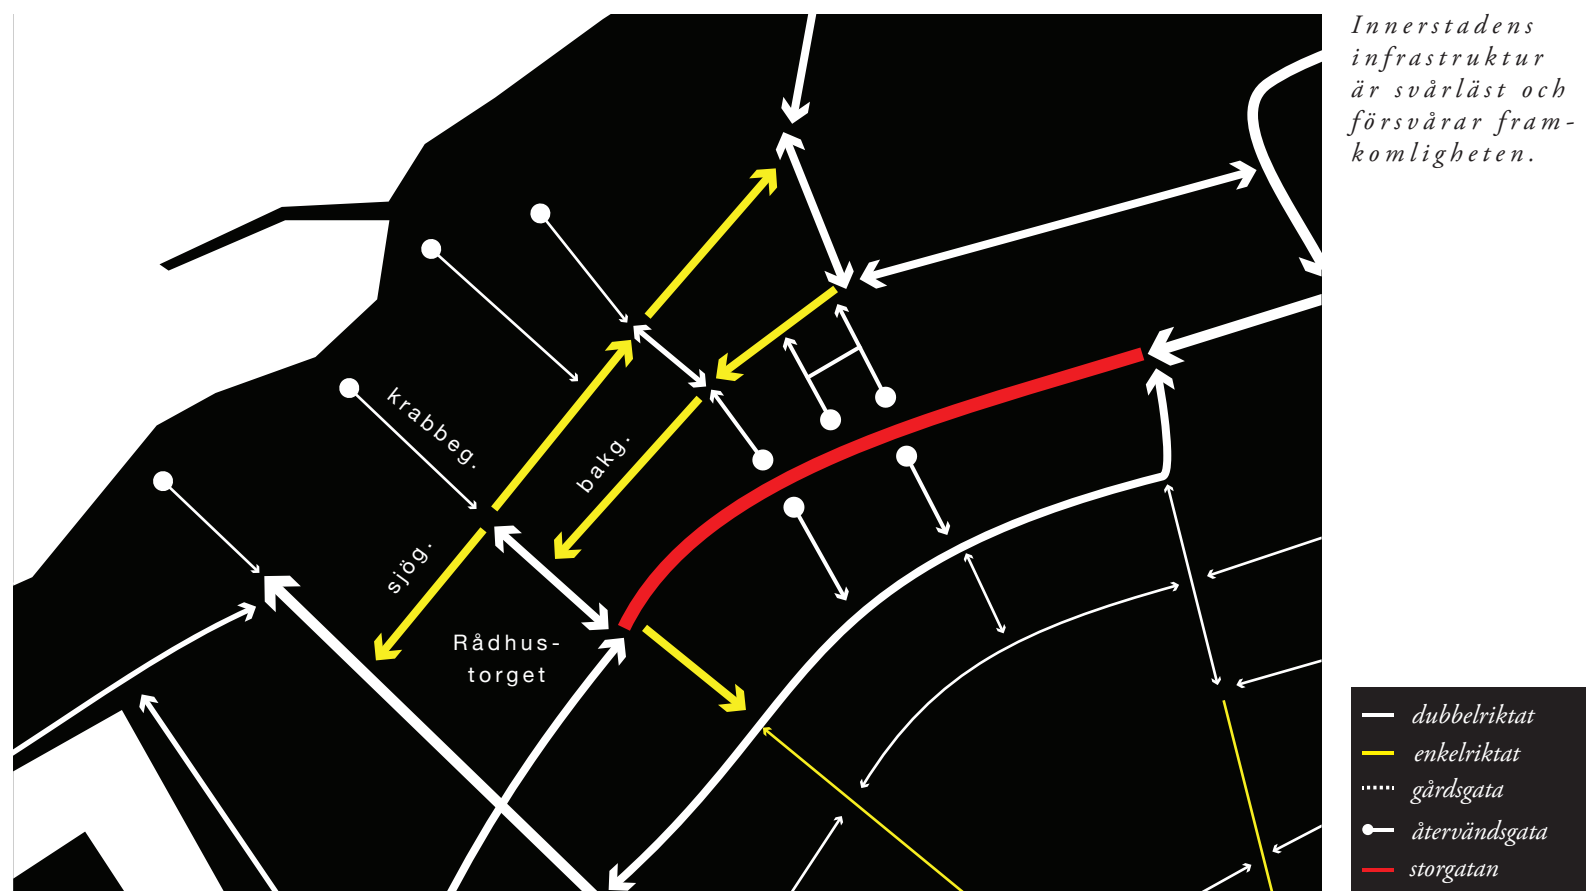 Innerstadens
infrastruktur
är svårläst och
försvårar fram-
komligheten.
krabbeg.
bakg.
sjög.
Rådhus-
torget
dubbelriktat
enkelriktat
gårdsgata
återvändsgata
storgatan